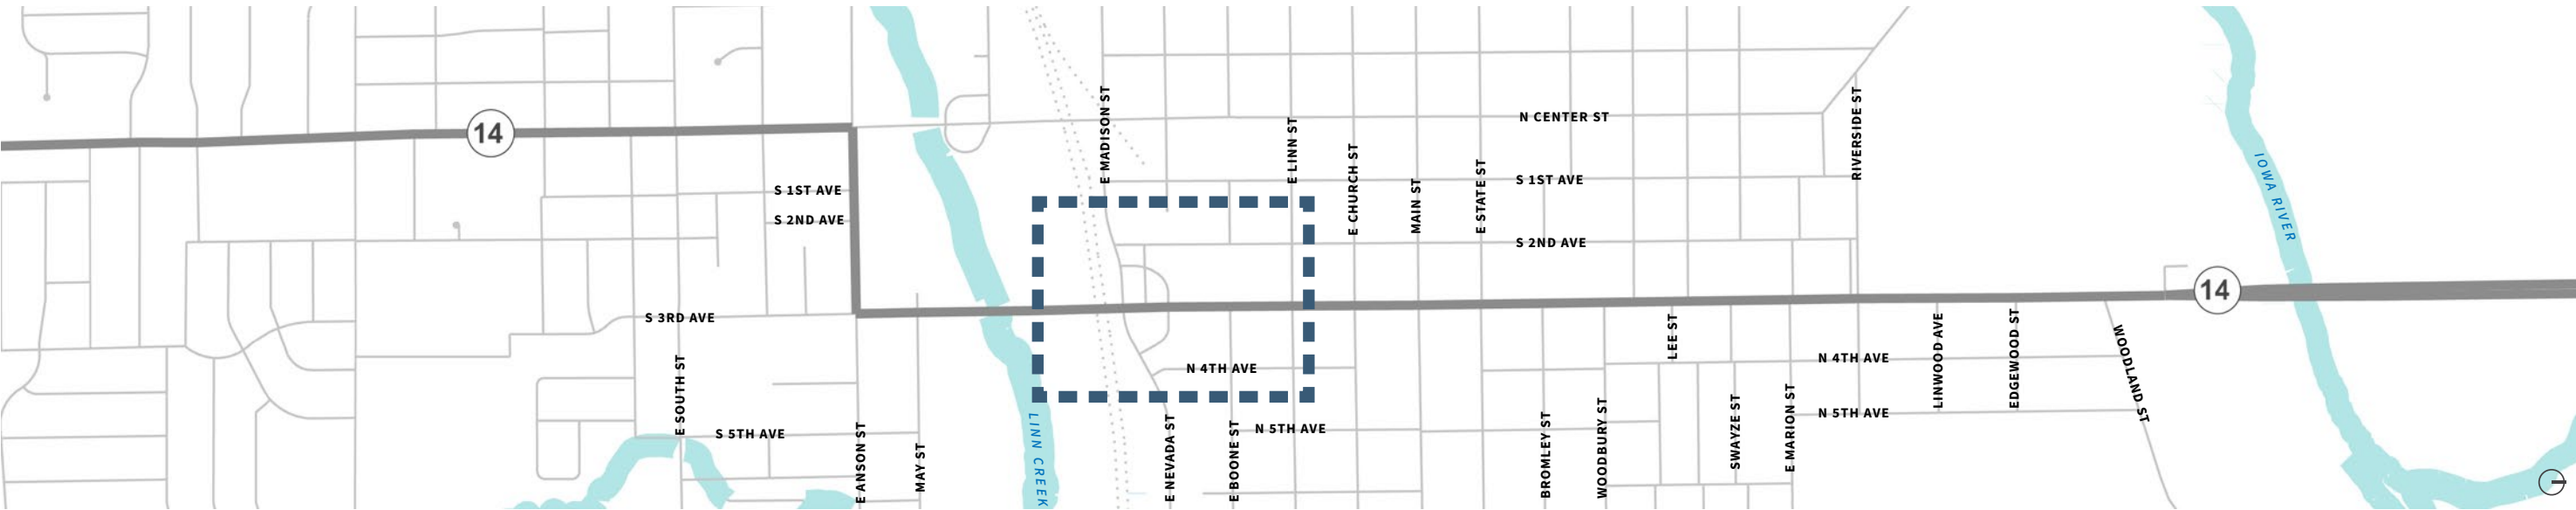 14
S 1ST AVE
S 2ND AVE
S 3RD AVE
E SOUTH ST
S 5TH AVE
E ANSON ST
MAY ST
LINN CREEK
E MADISON ST
E LINN ST
E CHURCH ST
MAIN ST
E STATE ST
N CENTER ST
S 1ST AVE
S 2ND AVE
RIVERSIDE ST
N 4TH AVE
N 5TH AVE
E NEVADA ST
E BOONE ST
BROMLEY ST
WOODBURY ST
LEE ST
SWAYZE ST
E MARION ST
N 4TH AVE
N 5TH AVE
LINWOOD AVE
EDGEWOOD ST
WOODLAND ST
14
IOWA RIVER